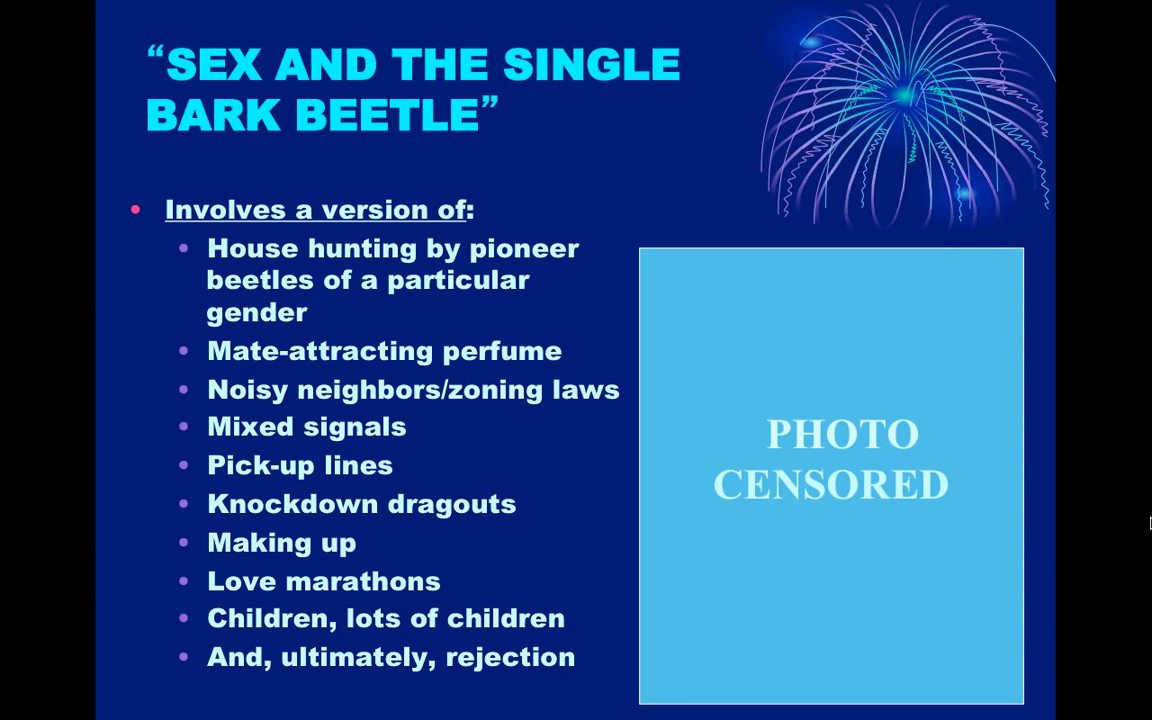 “SEX AND THE SINGLE
BARK BEETLE”
• Involves a version of:
• House hunting by pioneer
beetles of a particular
gender
• Mate-attracting perfume
• Noisy neighbors/zoning laws
• Mixed signals
• Pick-up lines
• Knockdown dragouts
• Making up
• Love marathons
• Children, lots of children
• And, ultimately, rejection
PHOTO
CENSORED